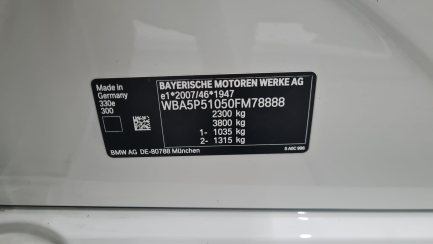 BAYERISCHE MOTOREN WERKE AG
Made in
Germany
330e
300
e1*2007/46*1947
WBA5P51050FM78888
2300 kg
3800 kg
1- 1035 kg
2- 1315 kg
BMW AG DE-80788 München